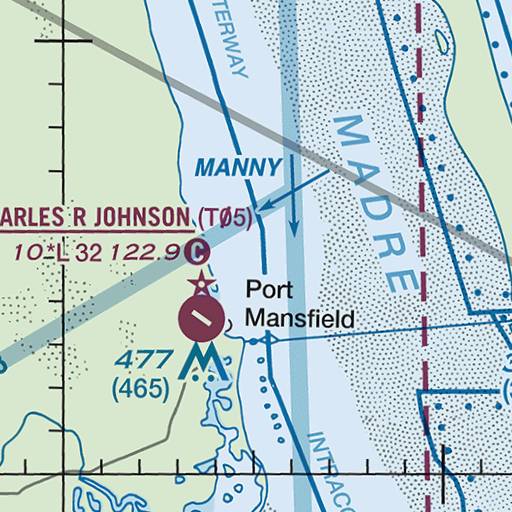 TERWAY
MANNY
MADRE
ARLES R JOHNSON (TØ5)
10*L 32 122.9 C
Port
Mansfield
477
(465)
INTRACO